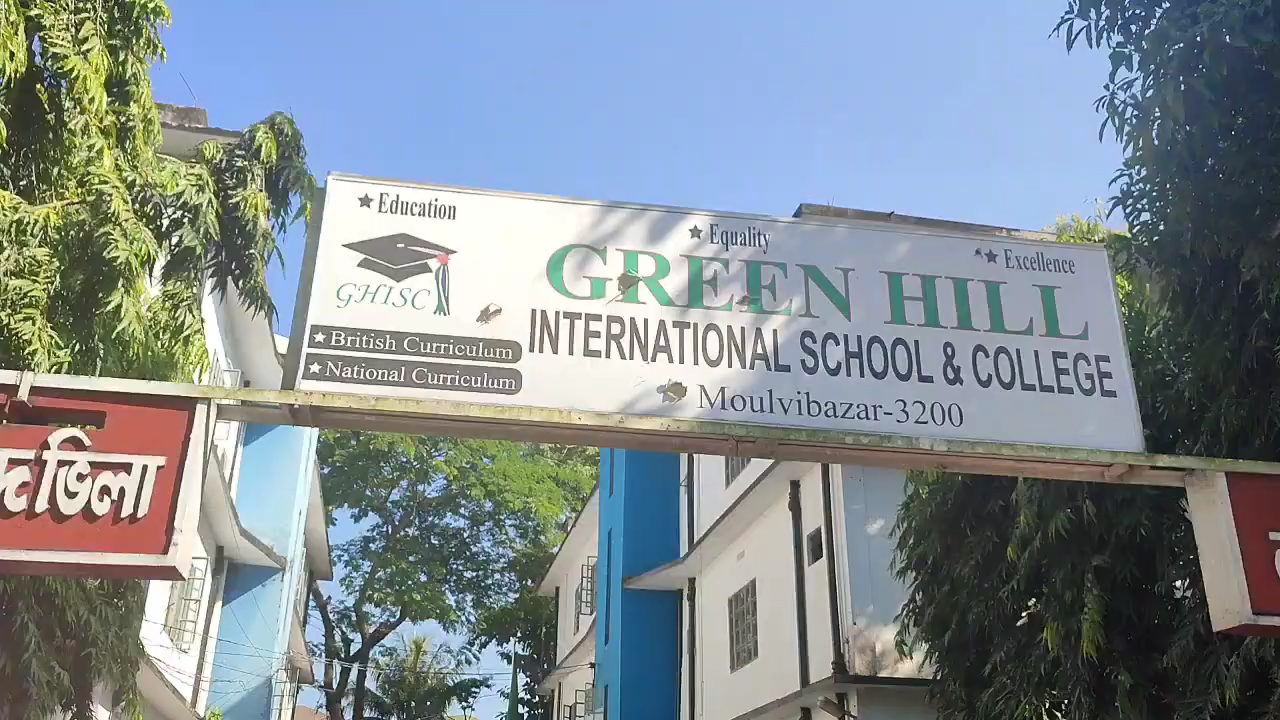 ★ Education
★ Equality
★ Excellence
GHISC
GREEN HILL
★ British Curriculum
★ National Curriculum
INTERNATIONAL SCHOOL & COLLEGE
Moulvibazar-3200
ভিলা